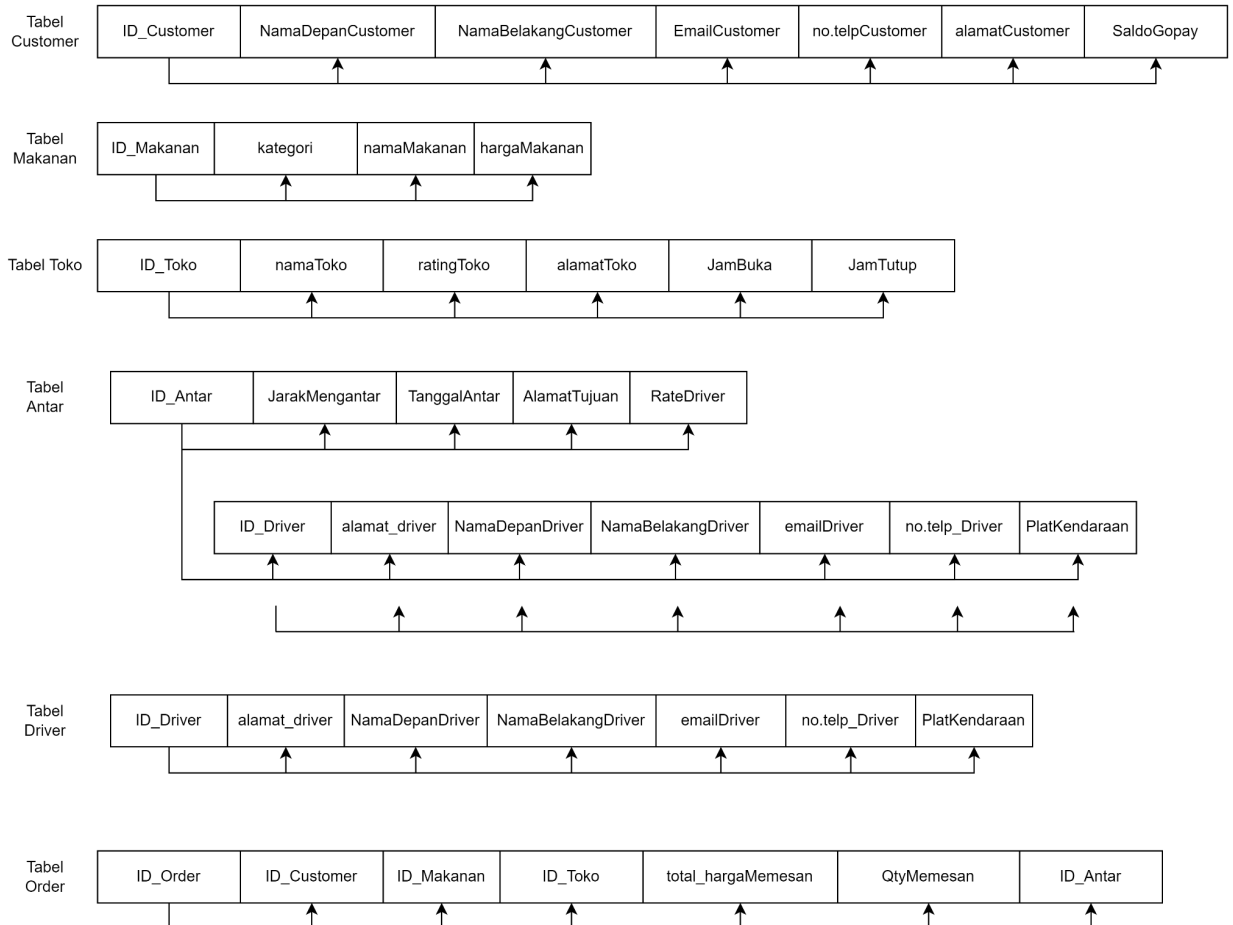 Tabel
Customer
ID_Customer NamaDepanCustomer NamaBelakangCustomer EmailCustomer no.telpCustomer alamatCustomer SaldoGopay
Tabel
Makanan
ID_Makanan kategori namaMakanan hargaMakanan
Tabel Toko
ID_Toko namaToko ratingToko alamatToko JamBuka JamTutup
Tabel
Antar
ID_Antar JarakMengantar TanggalAntar AlamatTujuan RateDriver
ID_Driver alamat_driver NamaDepanDriver NamaBelakangDriver emailDriver no.telp_Driver PlatKendaraan
Tabel
Driver
ID_Driver alamat_driver NamaDepanDriver NamaBelakangDriver emailDriver no.telp_Driver PlatKendaraan
Tabel
Order
ID_Order ID_Customer ID_Makanan ID_Toko total_hargaMemesan QtyMemesan ID_Antar